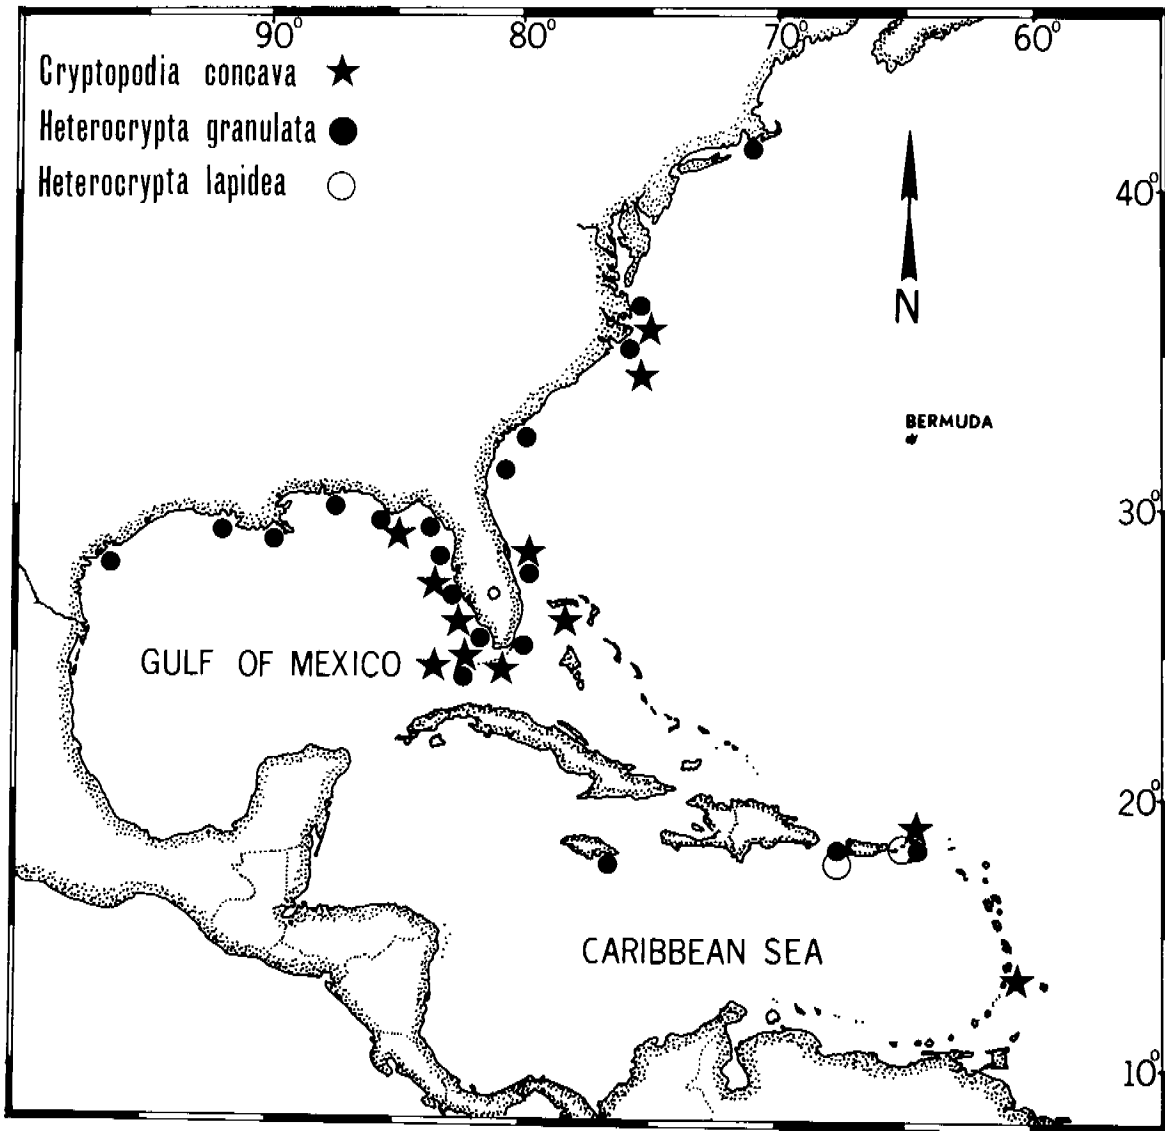 90° 80° 70° 60°
Cryptopodia concava
Heterocrypta granulata
Heterocrypta lapidea
40°
N
BERMUDA
30°
GULF OF MEXICO
20°
CARIBBEAN SEA
10°